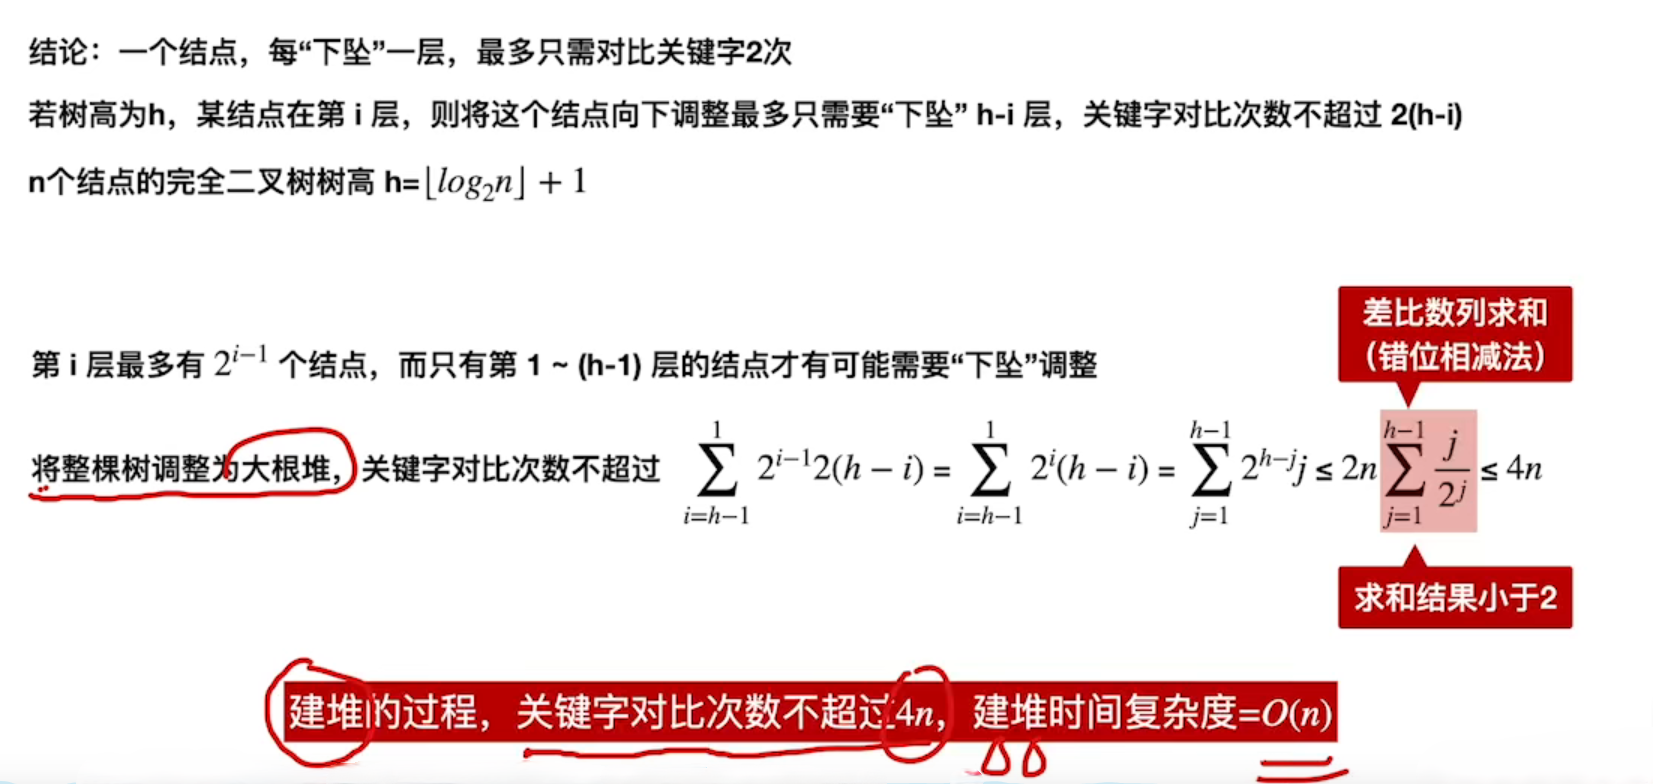 结论：一个结点，每“下坠”一层，最多只需对比关键字2次
若树高为h，某结点在第 i 层，则将这个结点向下调整最多只需要“下坠” h-i 层，关键字对比次数不超过 2(h-i)
n个结点的完全二叉树树高 h=⌊log₂n⌋ + 1
差比数列求和
（错位相减法）
第 i 层最多有 2^{i−1} 个结点，而只有第 1 ~ (h-1) 层的结点才有可能需要“下坠”调整
将整棵树调整为大根堆，关键字对比次数不超过 \sum_{i=h−1}^{1} 2^{i−1}2(h − i) = \sum_{i=h−1}^{1} 2^{i}(h − i) = \sum_{j=1}^{h−1} 2^{h−j}j ≤ 2n \sum_{j=1}^{h−1} \frac{j}{2^{j}} ≤ 4n
求和结果小于2
建堆的过程，关键字对比次数不超过4n，建堆时间复杂度=O(n)